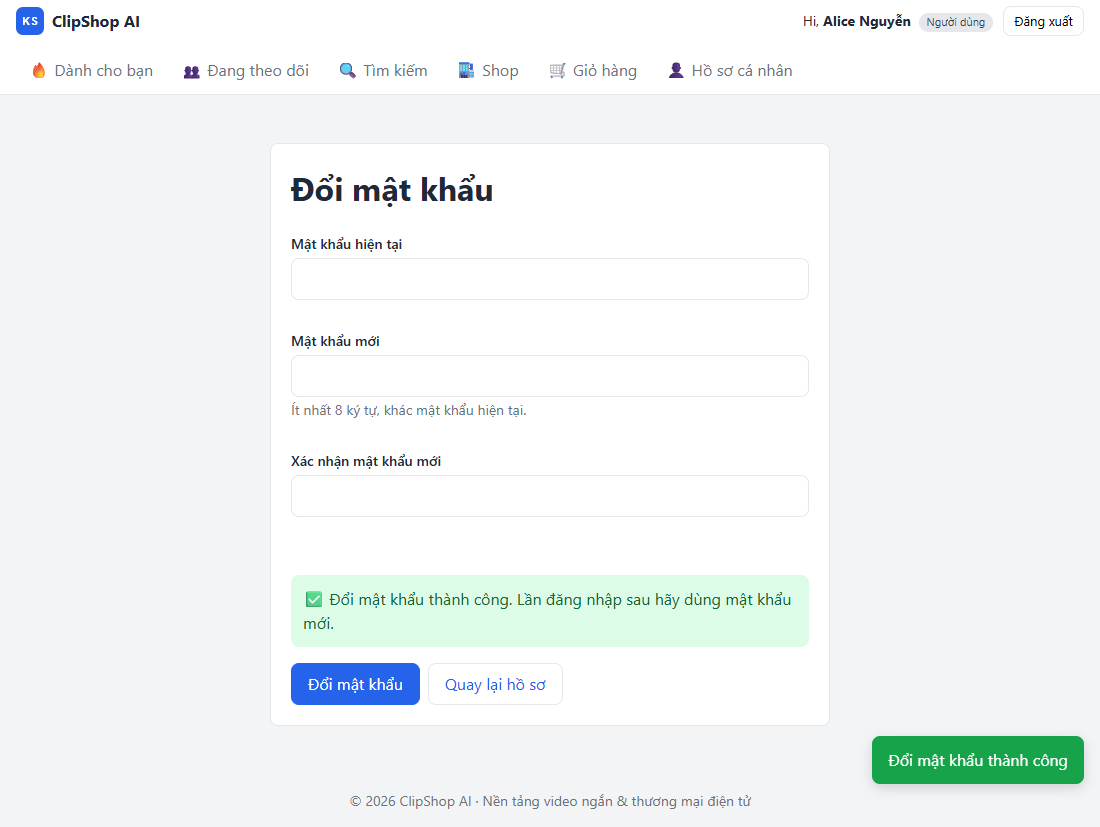 KS ClipShop AI
Hi, Alice Nguyễn Người dùng Đăng xuất
Dành cho bạn Đang theo dõi Tìm kiếm Shop Giỏ hàng Hồ sơ cá nhân
Đổi mật khẩu
Mật khẩu hiện tại
Mật khẩu mới
Ít nhất 8 ký tự, khác mật khẩu hiện tại.
Xác nhận mật khẩu mới
Đổi mật khẩu thành công. Lần đăng nhập sau hãy dùng mật khẩu
mới.
Đổi mật khẩu Quay lại hồ sơ
Đổi mật khẩu thành công
© 2026 ClipShop AI · Nền tảng video ngắn & thương mại điện tử